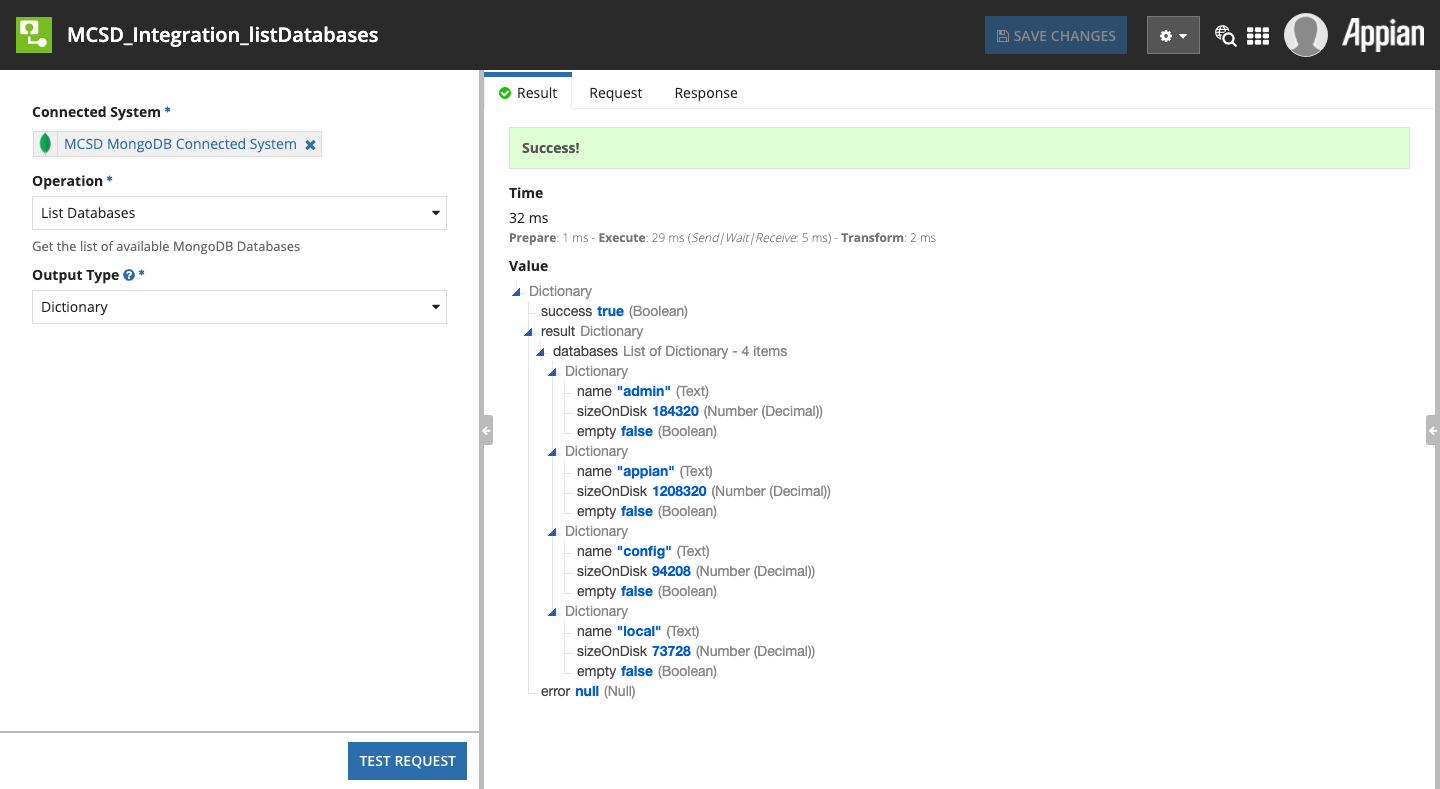 MCSD_Integration_listDatabases
SAVE CHANGES
Appian
Connected System *
MCSD MongoDB Connected System
Operation *
List Databases
Get the list of available MongoDB Databases
Output Type *
Dictionary
TEST REQUEST
Result Request Response
Success!
Time
32 ms
Prepare: 1 ms - Execute: 29 ms (Send|Wait|Receive: 5 ms) - Transform: 2 ms
Value
Dictionary
success true (Boolean)
result Dictionary
databases List of Dictionary - 4 items
Dictionary
name "admin" (Text)
sizeOnDisk 184320 (Number (Decimal))
empty false (Boolean)
Dictionary
name "appian" (Text)
sizeOnDisk 1208320 (Number (Decimal))
empty false (Boolean)
Dictionary
name "config" (Text)
sizeOnDisk 94208 (Number (Decimal))
empty false (Boolean)
Dictionary
name "local" (Text)
sizeOnDisk 73728 (Number (Decimal))
empty false (Boolean)
error null (Null)